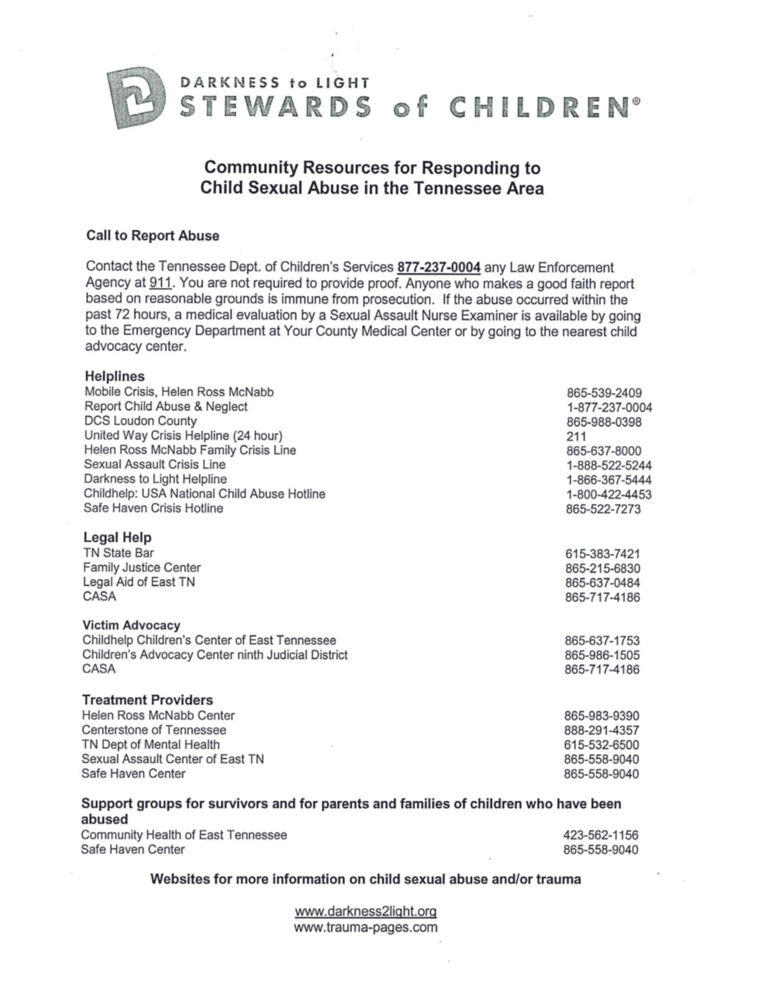 DARKNESS to LIGHT
STEWARDS of CHILDREN®
Community Resources for Responding to
Child Sexual Abuse in the Tennessee Area
Call to Report Abuse
Contact the Tennessee Dept. of Children's Services 877-237-0004 any Law Enforcement
Agency at 911. You are not required to provide proof. Anyone who makes a good faith report
based on reasonable grounds is immune from prosecution. If the abuse occurred within the
past 72 hours, a medical evaluation by a Sexual Assault Nurse Examiner is available by going
to the Emergency Department at Your County Medical Center or by going to the nearest child
advocacy center.
Helplines
Mobile Crisis, Helen Ross McNabb 865-539-2409
Report Child Abuse & Neglect 1-877-237-0004
DCS Loudon County 865-988-0398
United Way Crisis Helpline (24 hour) 211
Helen Ross McNabb Family Crisis Line 865-637-8000
Sexual Assault Crisis Line 1-888-522-5244
Darkness to Light Helpline 1-866-367-5444
Childhelp: USA National Child Abuse Hotline 1-800-422-4453
Safe Haven Crisis Hotline 865-522-7273
Legal Help
TN State Bar 615-383-7421
Family Justice Center 865-215-6830
Legal Aid of East TN 865-637-0484
CASA 865-717-4186
Victim Advocacy
Childhelp Children's Center of East Tennessee 865-637-1753
Children's Advocacy Center ninth Judicial District 865-986-1505
CASA 865-717-4186
Treatment Providers
Helen Ross McNabb Center 865-983-9390
Centerstone of Tennessee 888-291-4357
TN Dept of Mental Health 615-532-6500
Sexual Assault Center of East TN 865-558-9040
Safe Haven Center 865-558-9040
Support groups for survivors and for parents and families of children who have been
abused
Community Health of East Tennessee 423-562-1156
Safe Haven Center 865-558-9040
Websites for more information on child sexual abuse and/or trauma
www.darkness2light.org
www.trauma-pages.com